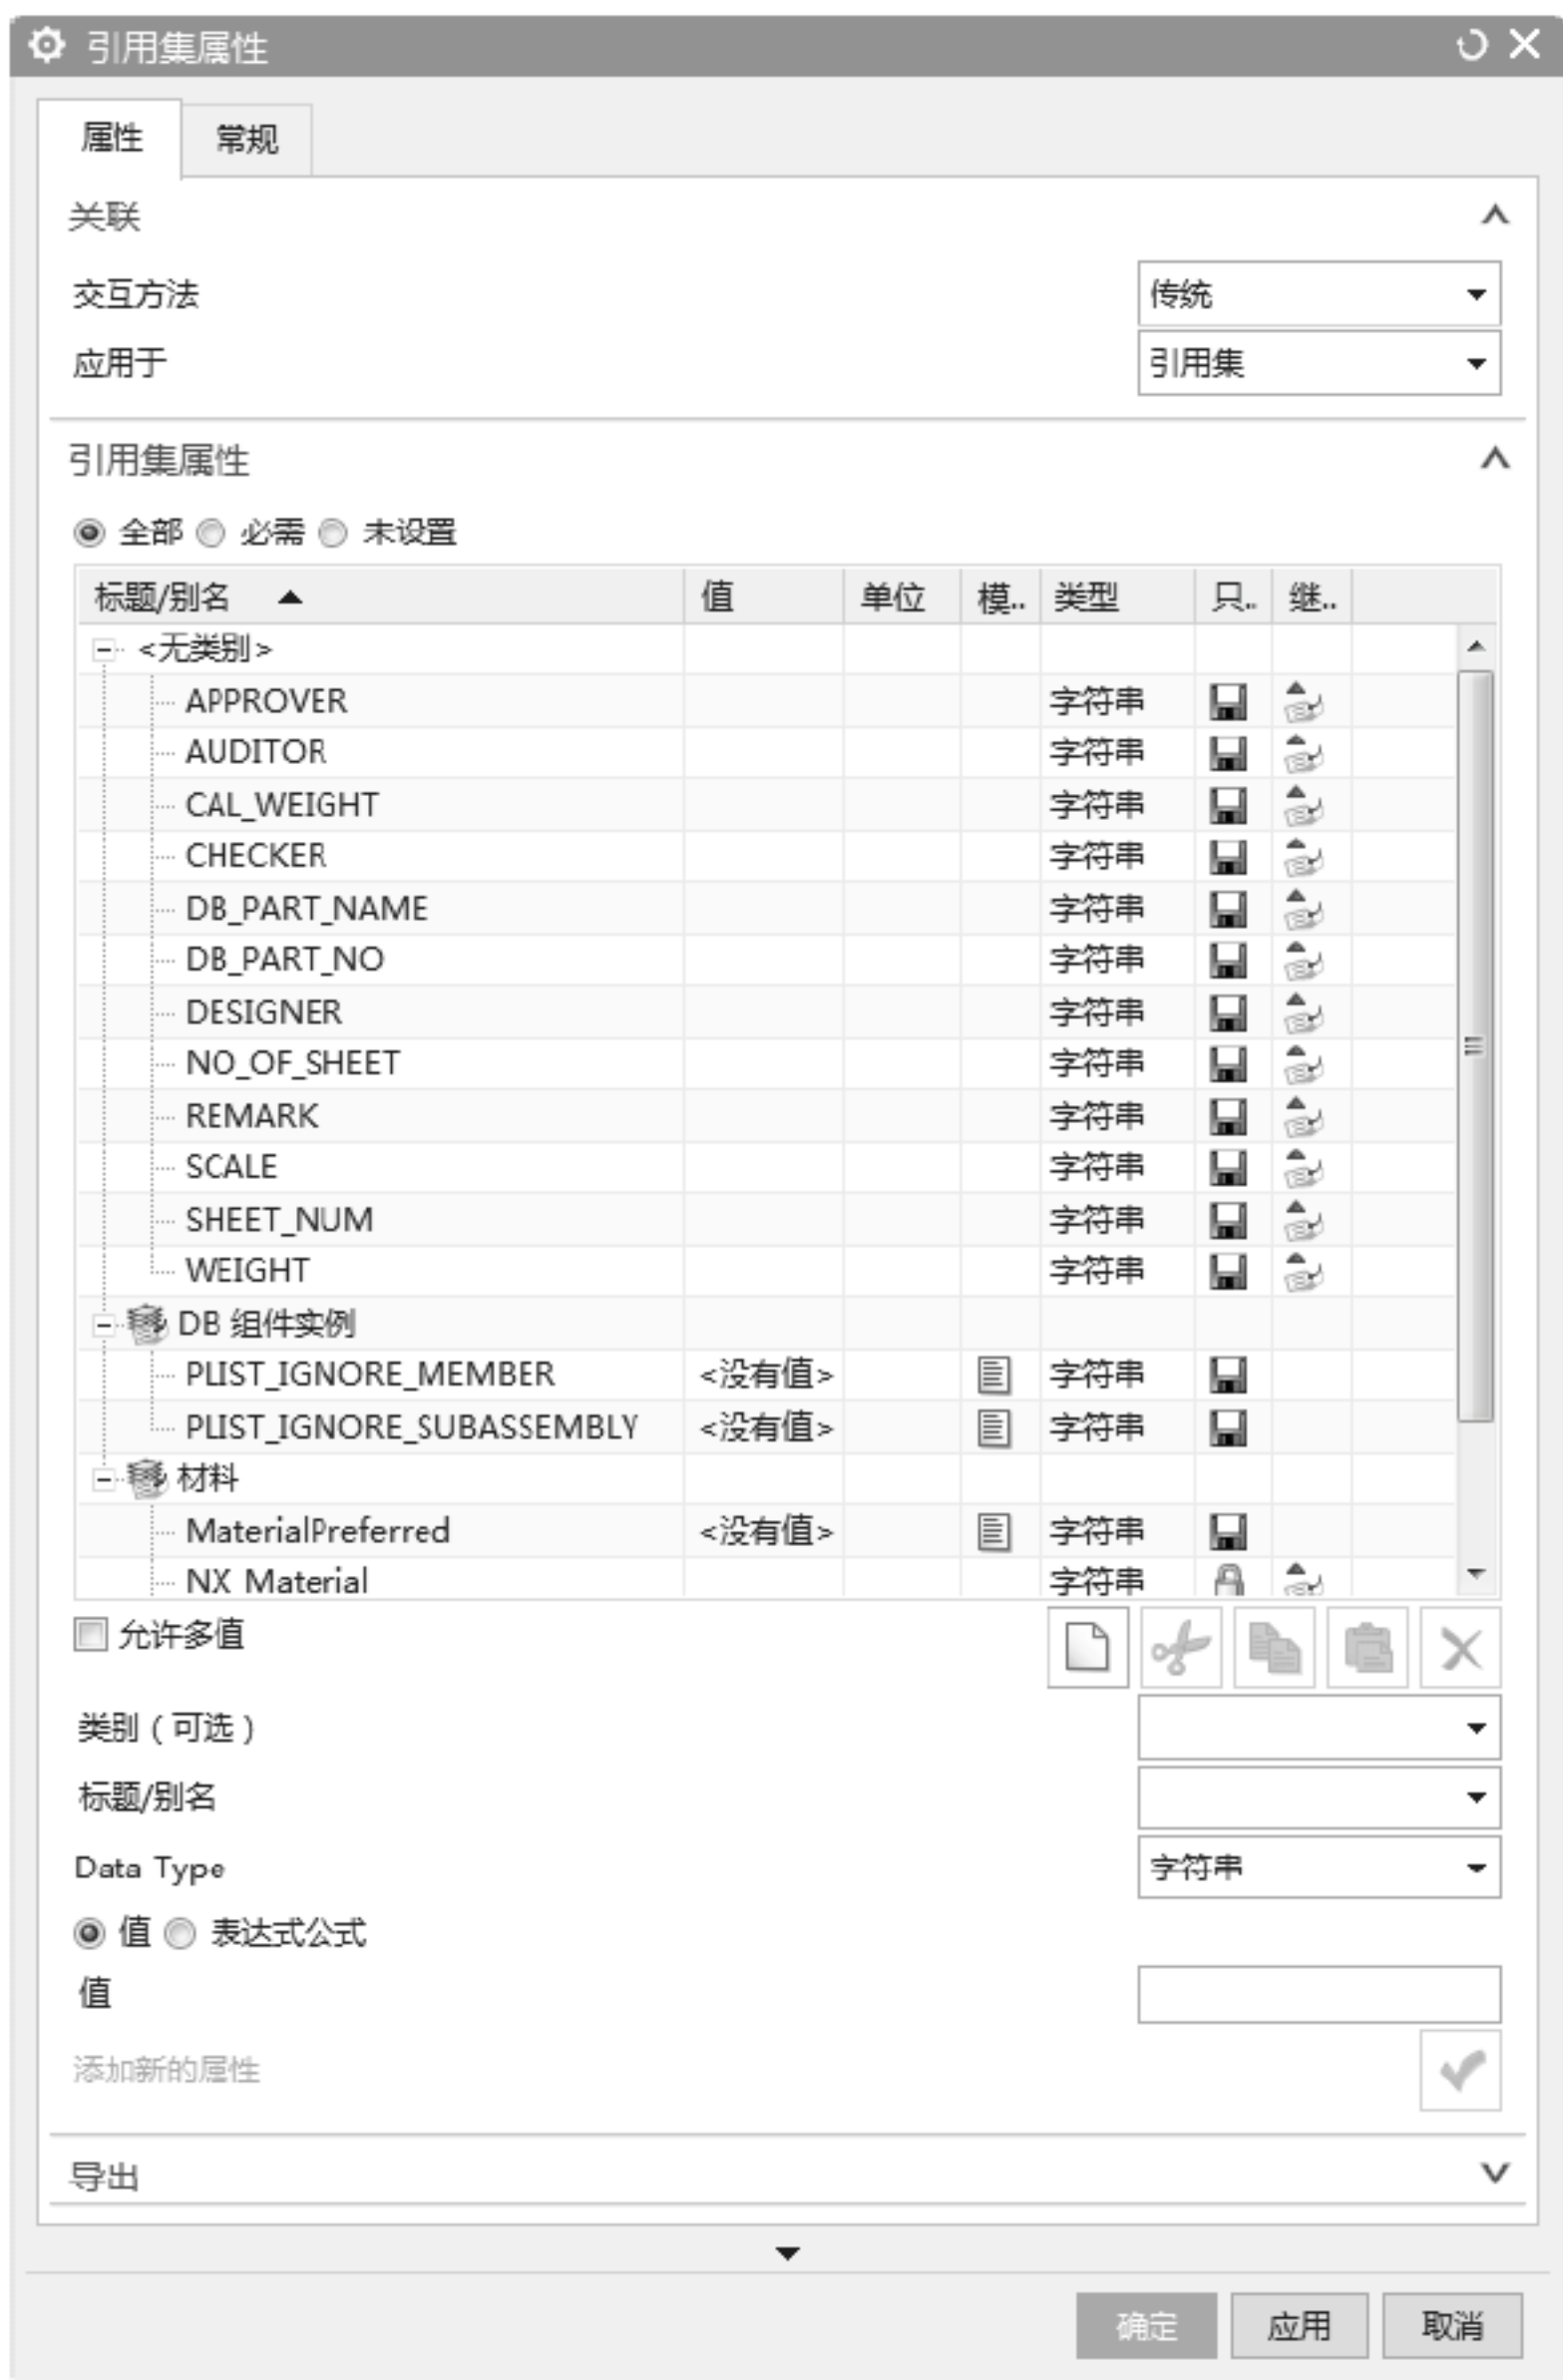 引用集属性
属性 常规
关联
交互方法 传统
应用于 引用集
引用集属性
全部 必需 未设置
标题/别名 值 单位 模.. 类型 只.. 继..
<无类别>
APPROVER 字符串
AUDITOR 字符串
CAL_WEIGHT 字符串
CHECKER 字符串
DB_PART_NAME 字符串
DB_PART_NO 字符串
DESIGNER 字符串
NO_OF_SHEET 字符串
REMARK 字符串
SCALE 字符串
SHEET_NUM 字符串
WEIGHT 字符串
DB 组件实例
PLIST_IGNORE_MEMBER <没有值> 字符串
PLIST_IGNORE_SUBASSEMBLY <没有值> 字符串
材料
MaterialPreferred <没有值> 字符串
NX Material 字符串
允许多值
类别（可选）
标题/别名
Data Type 字符串
值 表达式公式
值
添加新的属性
导出
确定 应用 取消